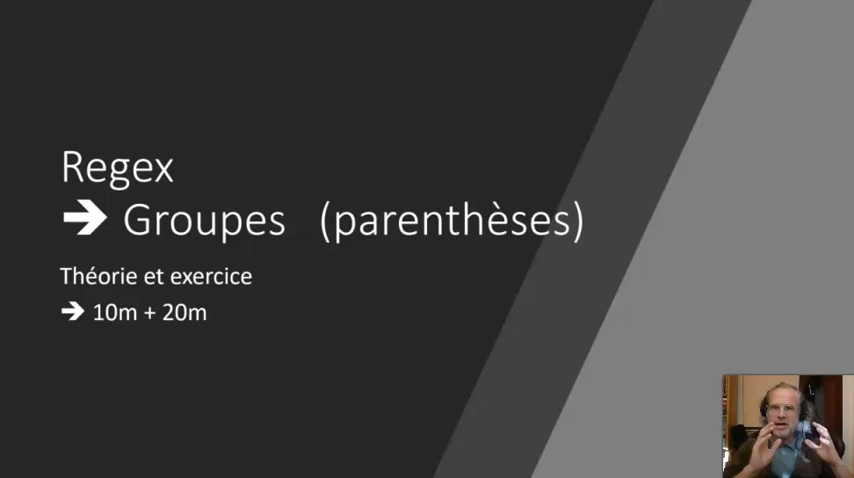 Regex
➔ Groupes (parenthèses)
Théorie et exercice
➔ 10m + 20m